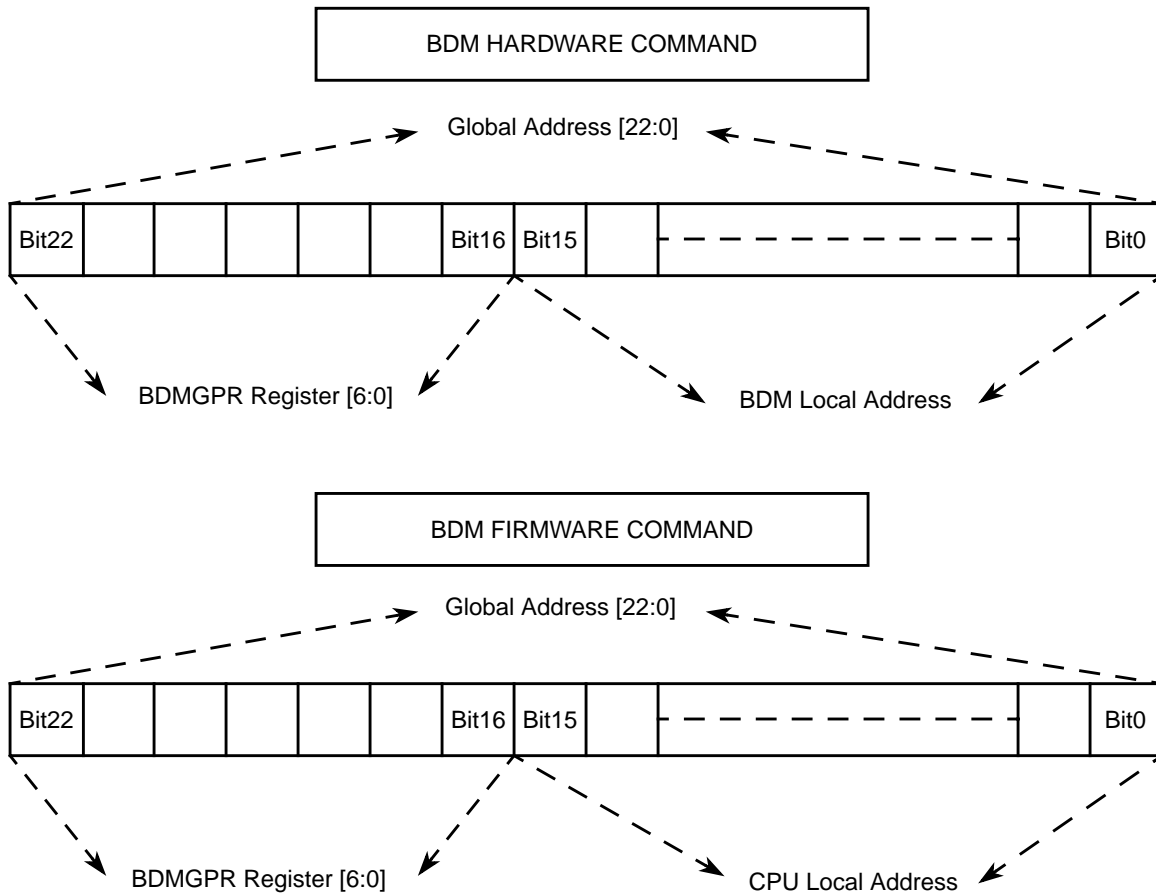 BDM HARDWARE COMMAND
Global Address [22:0]
Bit22 Bit16 Bit15 Bit0
BDMGPR Register [6:0] BDM Local Address
BDM FIRMWARE COMMAND
Global Address [22:0]
Bit22 Bit16 Bit15 Bit0
BDMGPR Register [6:0] CPU Local Address